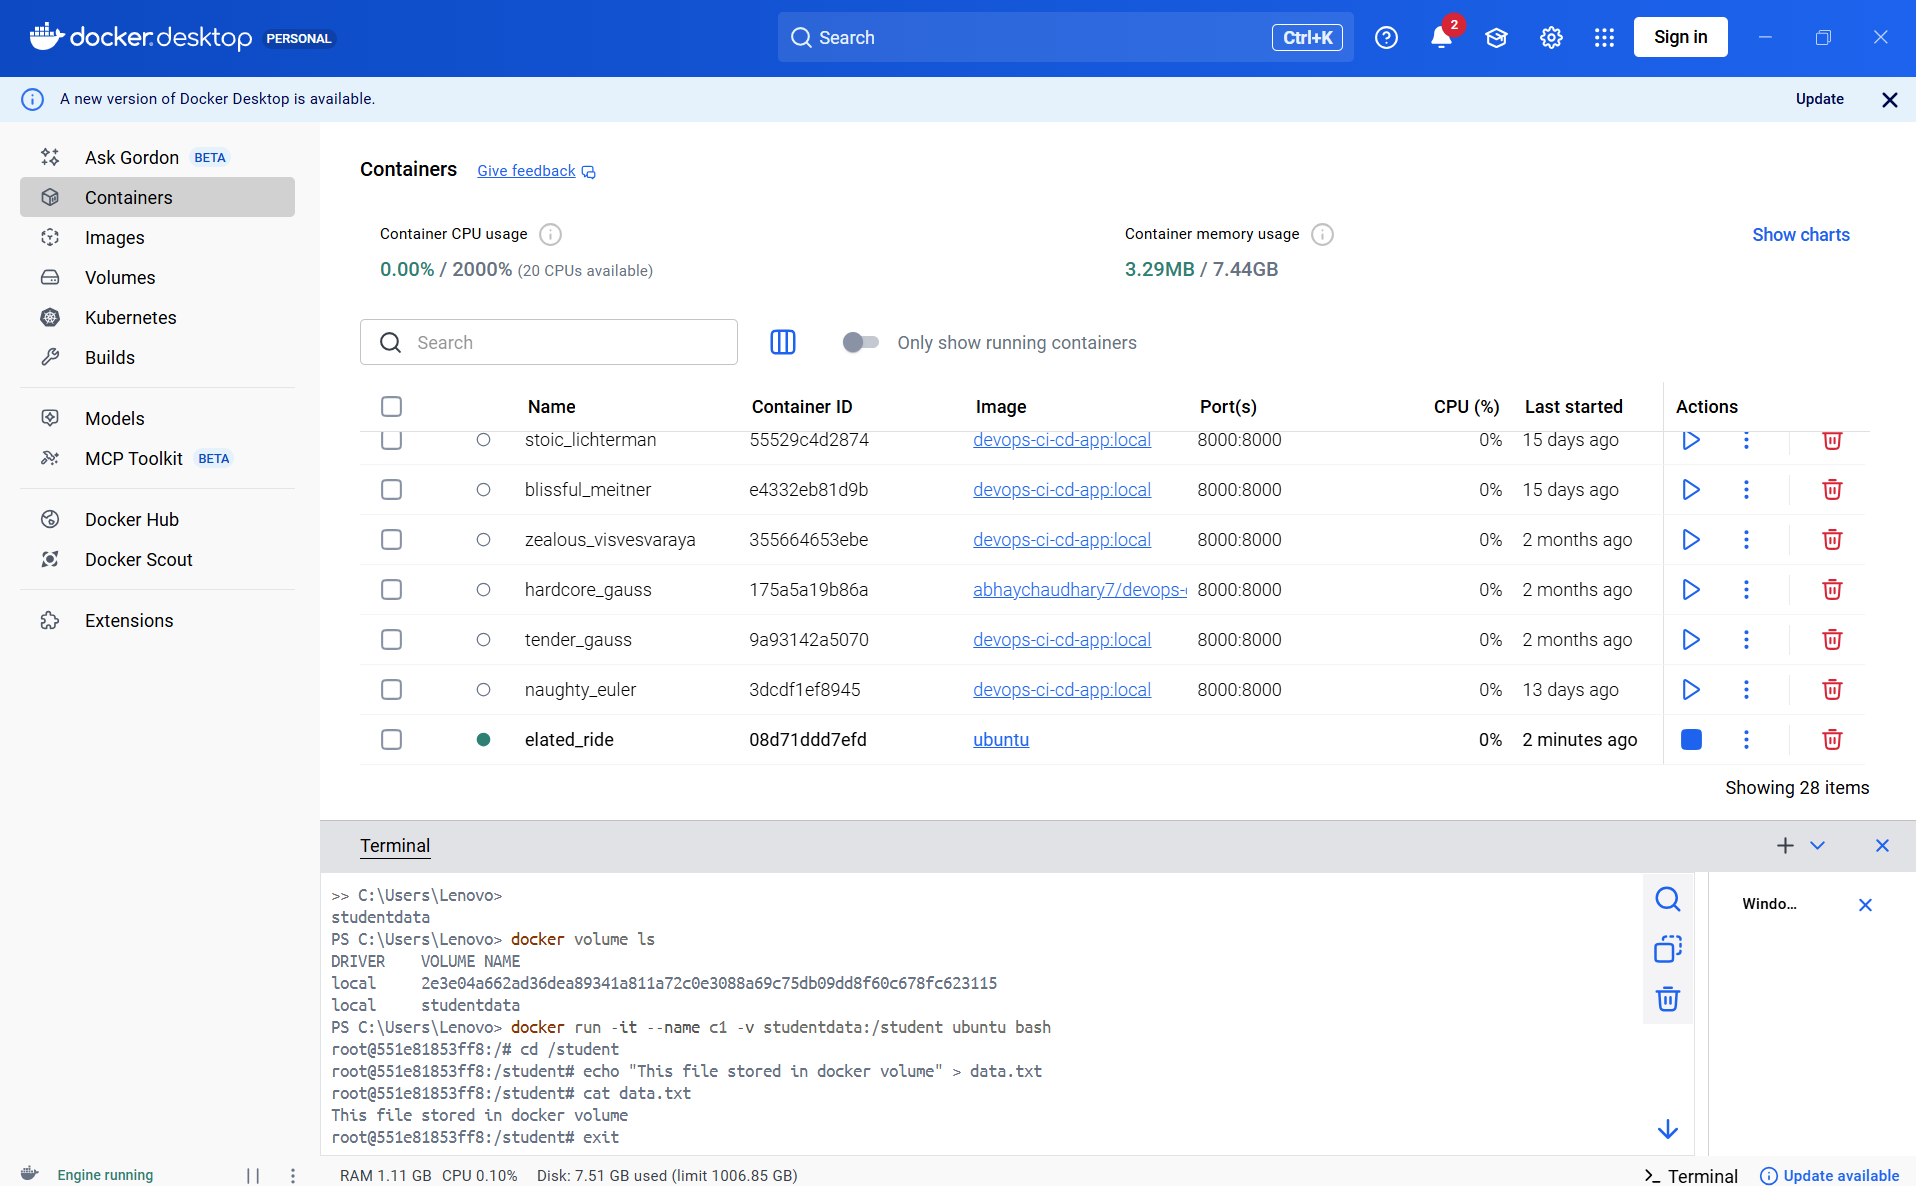 docker.desktop PERSONAL
Search Ctrl+K
2
Sign in
A new version of Docker Desktop is available.
Update
Ask Gordon BETA
Containers
Images
Volumes
Kubernetes
Builds
Models
MCP Toolkit BETA
Docker Hub
Docker Scout
Extensions
Containers Give feedback
Container CPU usage
0.00% / 2000% (20 CPUs available)
Container memory usage
3.29MB / 7.44GB
Show charts
Search
Only show running containers
Name Container ID Image Port(s) CPU (%) Last started Actions
stoic_lichterman 55529c4d2874 devops-ci-cd-app:local 8000:8000 0% 15 days ago
blissful_meitner e4332eb81d9b devops-ci-cd-app:local 8000:8000 0% 15 days ago
zealous_visvesvaraya 355664653ebe devops-ci-cd-app:local 8000:8000 0% 2 months ago
hardcore_gauss 175a5a19b86a abhaychaudhary7/devops- 8000:8000 0% 2 months ago
tender_gauss 9a93142a5070 devops-ci-cd-app:local 8000:8000 0% 2 months ago
naughty_euler 3dcdf1ef8945 devops-ci-cd-app:local 8000:8000 0% 13 days ago
elated_ride 08d71ddd7efd ubuntu 0% 2 minutes ago
Showing 28 items
Terminal
>> C:\Users\Lenovo>
studentdata
PS C:\Users\Lenovo> docker volume ls
DRIVER    VOLUME NAME
local     2e3e04a662ad36dea89341a811a72c0e3088a69c75db09dd8f60c678fc623115
local     studentdata
PS C:\Users\Lenovo> docker run -it --name c1 -v studentdata:/student ubuntu bash
root@551e81853ff8:/# cd /student
root@551e81853ff8:/student# echo "This file stored in docker volume" > data.txt
root@551e81853ff8:/student# cat data.txt
This file stored in docker volume
root@551e81853ff8:/student# exit
Windo...
Engine running
RAM 1.11 GB CPU 0.10% Disk: 7.51 GB used (limit 1006.85 GB)
Terminal
Update available